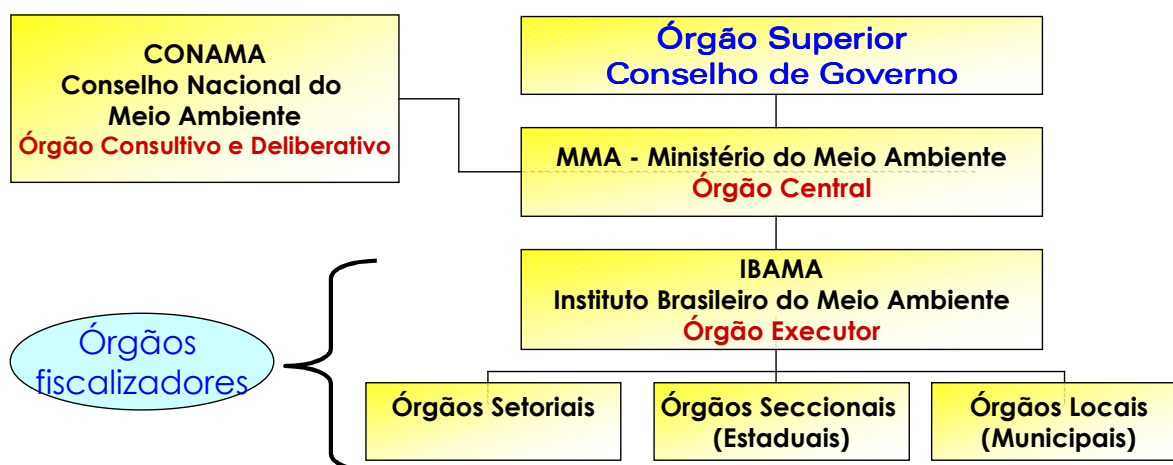 CONAMA
Conselho Nacional do
Meio Ambiente
Órgão Consultivo e Deliberativo
Órgão Superior
Conselho de Governo
MMA - Ministério do Meio Ambiente
Órgão Central
IBAMA
Instituto Brasileiro do Meio Ambiente
Órgão Executor
Órgãos
fiscalizadores
Órgãos Setoriais
Órgãos Seccionais
(Estaduais)
Órgãos Locais
(Municipais)